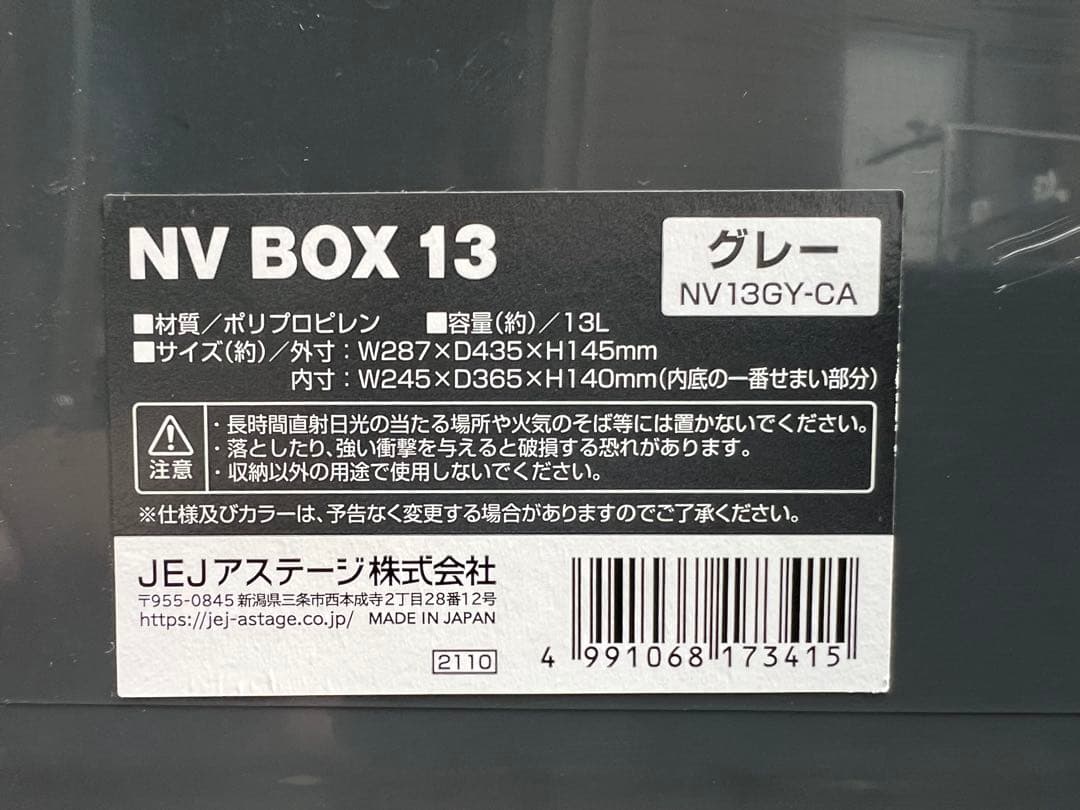 NV BOX 13
グレー
NV13GY-CA
■材質／ポリプロピレン ■容量(約)／13L
■サイズ(約)／外寸：W287×D435×H145mm
内寸：W245×D365×H140mm(内底の一番せまい部分)
注意
・長時間直射日光の当たる場所や火気のそば等には置かないでください。
・落としたり、強い衝撃を与えると破損する恐れがあります。
・収納以外の用途で使用しないでください。
※仕様及びカラーは、予告なく変更する場合がありますのでご了承ください。
JEJアステージ株式会社
〒955-0845 新潟県三条市西本成寺2丁目28番12号
https://jej-astage.co.jp/ MADE IN JAPAN
2110
4 991068 173415